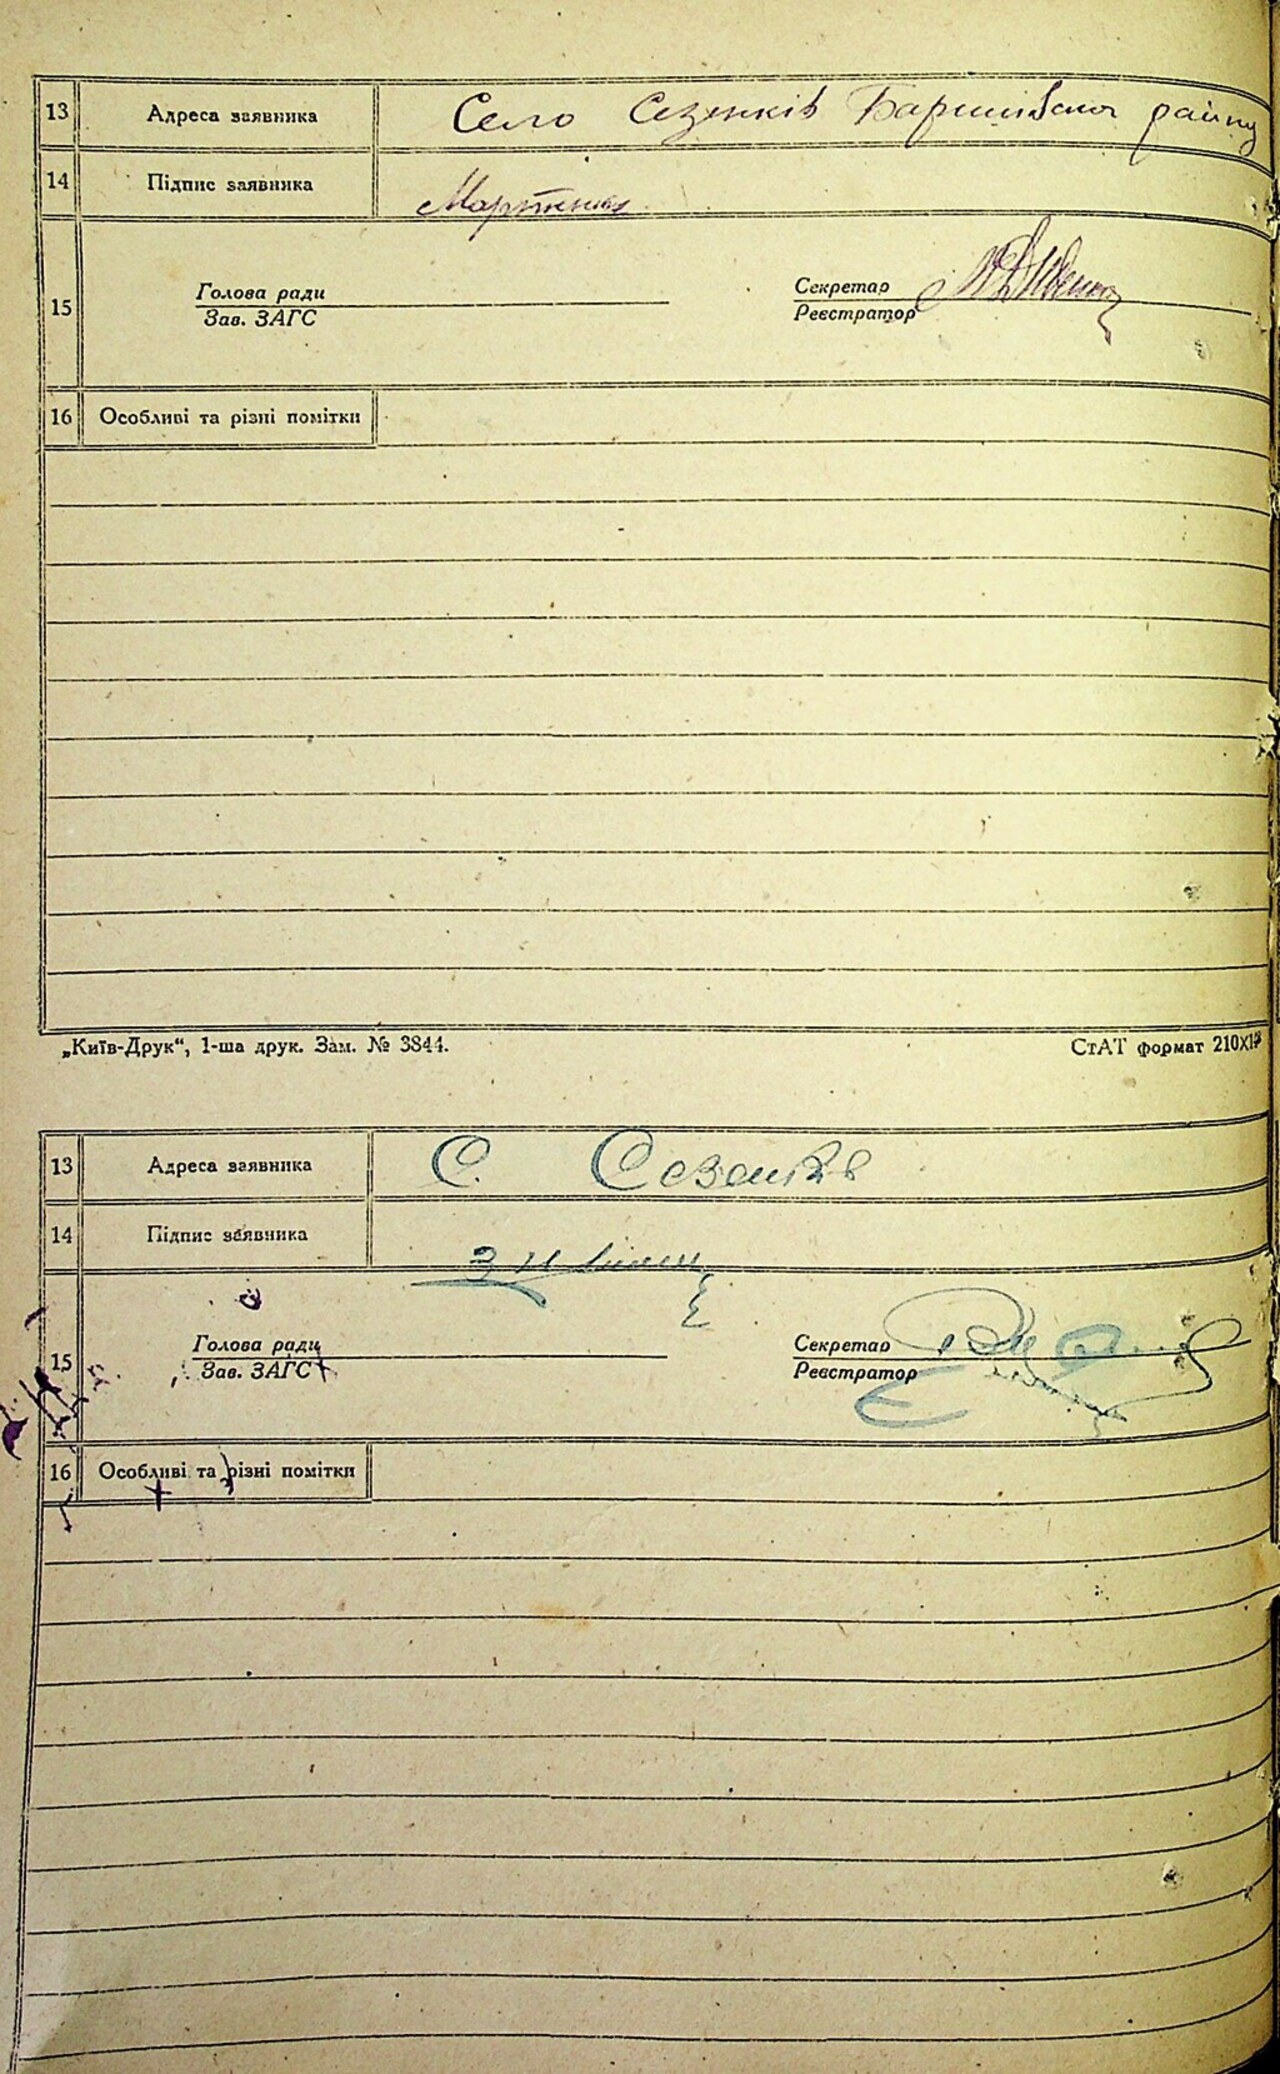 13 Адреса заявника Село Сезенків Баришівського району
14 Підпис заявника
15 Голова ради Секретар
Зав. ЗАГС Реєстратор
16 Особливі та різні помітки
„Київ-Друк“, 1-ша друк. Зам. № 3844. СтАТ формат
13 Адреса заявника С. Сезенків
14 Підпис заявника
15 Голова ради Секретар
Зав. ЗАГС Реєстратор
16 Особливі та різні помітки